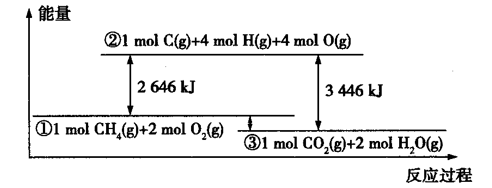 能量
②1 mol C(g)+4 mol H(g)+4 mol O(g)
2 646 kJ
3 446 kJ
①1 mol CH₄(g)+2 mol O₂(g)
③1 mol CO₂(g)+2 mol H₂O(g)
反应过程